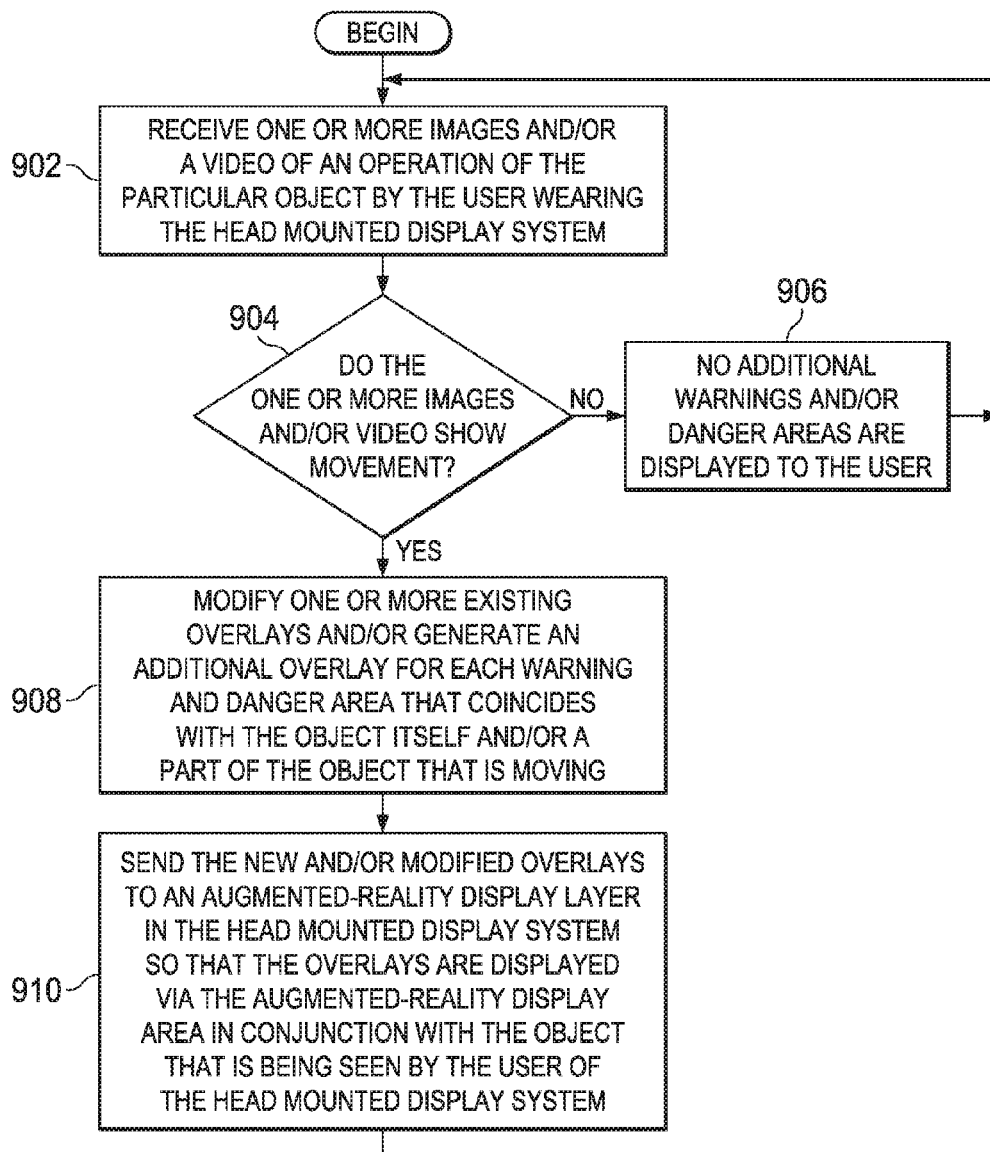 BEGIN
902
RECEIVE ONE OR MORE IMAGES AND/OR
A VIDEO OF AN OPERATION OF THE
PARTICULAR OBJECT BY THE USER WEARING
THE HEAD MOUNTED DISPLAY SYSTEM
904
DO THE
ONE OR MORE IMAGES
AND/OR VIDEO SHOW
MOVEMENT?
NO
906
NO ADDITIONAL
WARNINGS AND/OR
DANGER AREAS ARE
DISPLAYED TO THE USER
YES
908
MODIFY ONE OR MORE EXISTING
OVERLAYS AND/OR GENERATE AN
ADDITIONAL OVERLAY FOR EACH WARNING
AND DANGER AREA THAT COINCIDES
WITH THE OBJECT ITSELF AND/OR A
PART OF THE OBJECT THAT IS MOVING
910
SEND THE NEW AND/OR MODIFIED OVERLAYS
TO AN AUGMENTED-REALITY DISPLAY LAYER
IN THE HEAD MOUNTED DISPLAY SYSTEM
SO THAT THE OVERLAYS ARE DISPLAYED
VIA THE AUGMENTED-REALITY DISPLAY
AREA IN CONJUNCTION WITH THE OBJECT
THAT IS BEING SEEN BY THE USER OF
THE HEAD MOUNTED DISPLAY SYSTEM